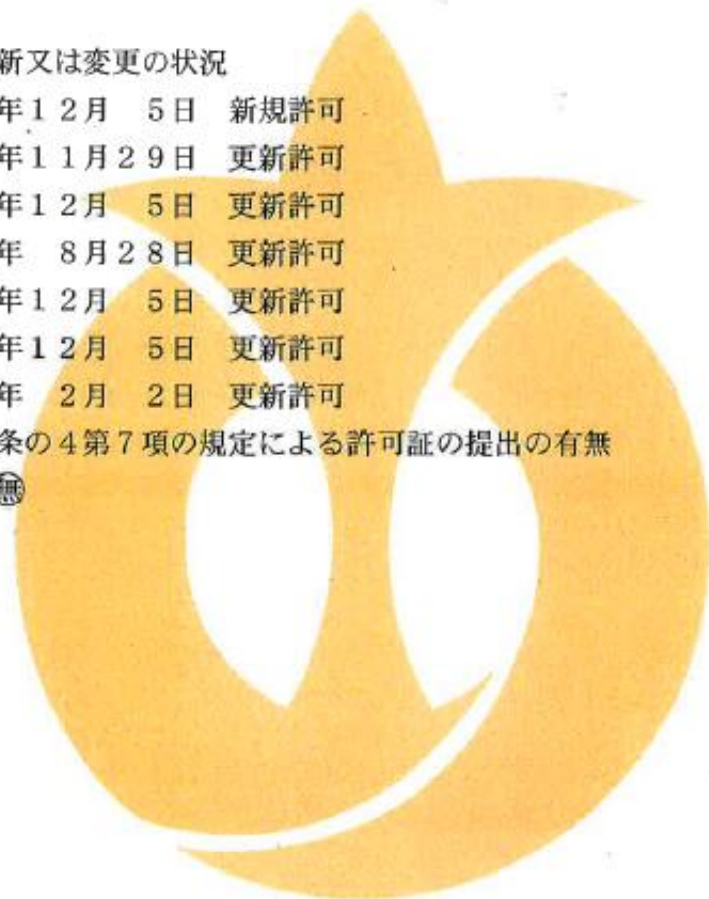 新又は変更の状況
年12月 5日 新規許可
年11月29日 更新許可
年12月 5日 更新許可
年 8月28日 更新許可
年12月 5日 更新許可
年12月 5日 更新許可
年 2月 2日 更新許可
条の4第7項の規定による許可証の提出の有無
無